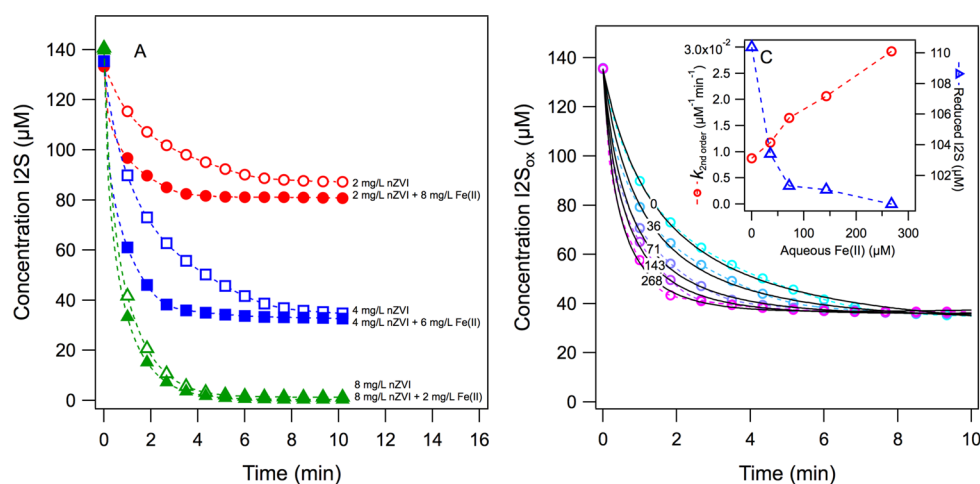 A
140
120
100
80
60
40
20
0
Concentration I2S (µM)
2 mg/L nZVI
2 mg/L nZVI + 8 mg/L Fe(II)
4 mg/L nZVI
4 mg/L nZVI + 6 mg/L Fe(II)
8 mg/L nZVI
8 mg/L nZVI + 2 mg/L Fe(II)
0 2 4 6 8 10 12 14 16
Time (min)
140
120
100
80
60
40
20
0
Concentration I2Sox (µM)
0
36
71
143
268
0 2 4 6 8 10
Time (min)
C
3.0x10-2
2.5
2.0
1.5
1.0
0.5
0.0
k2nd order (µM-1min-1)
110
108
106
104
102
Reduced I2S (µM)
0 100 200 300
Aqueous Fe(II) (µM)